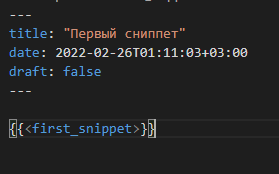 ---
title: "Первый сниппет"
date: 2022-02-26T01:11:03+03:00
draft: false
---
{{<first_snippet>}}